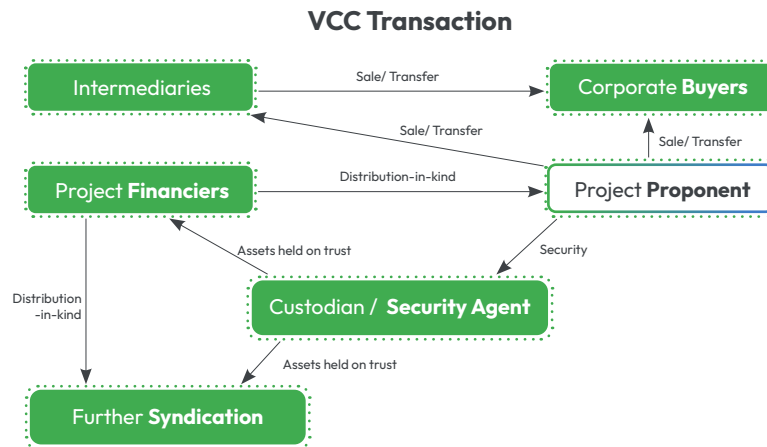 VCC Transaction
Intermediaries
Sale/ Transfer
Corporate Buyers
Sale/ Transfer
Sale/ Transfer
Project Financiers
Distribution-in-kind
Project Proponent
Assets held on trust
Security
Distribution
-in-kind
Custodian / Security Agent
Assets held on trust
Further Syndication